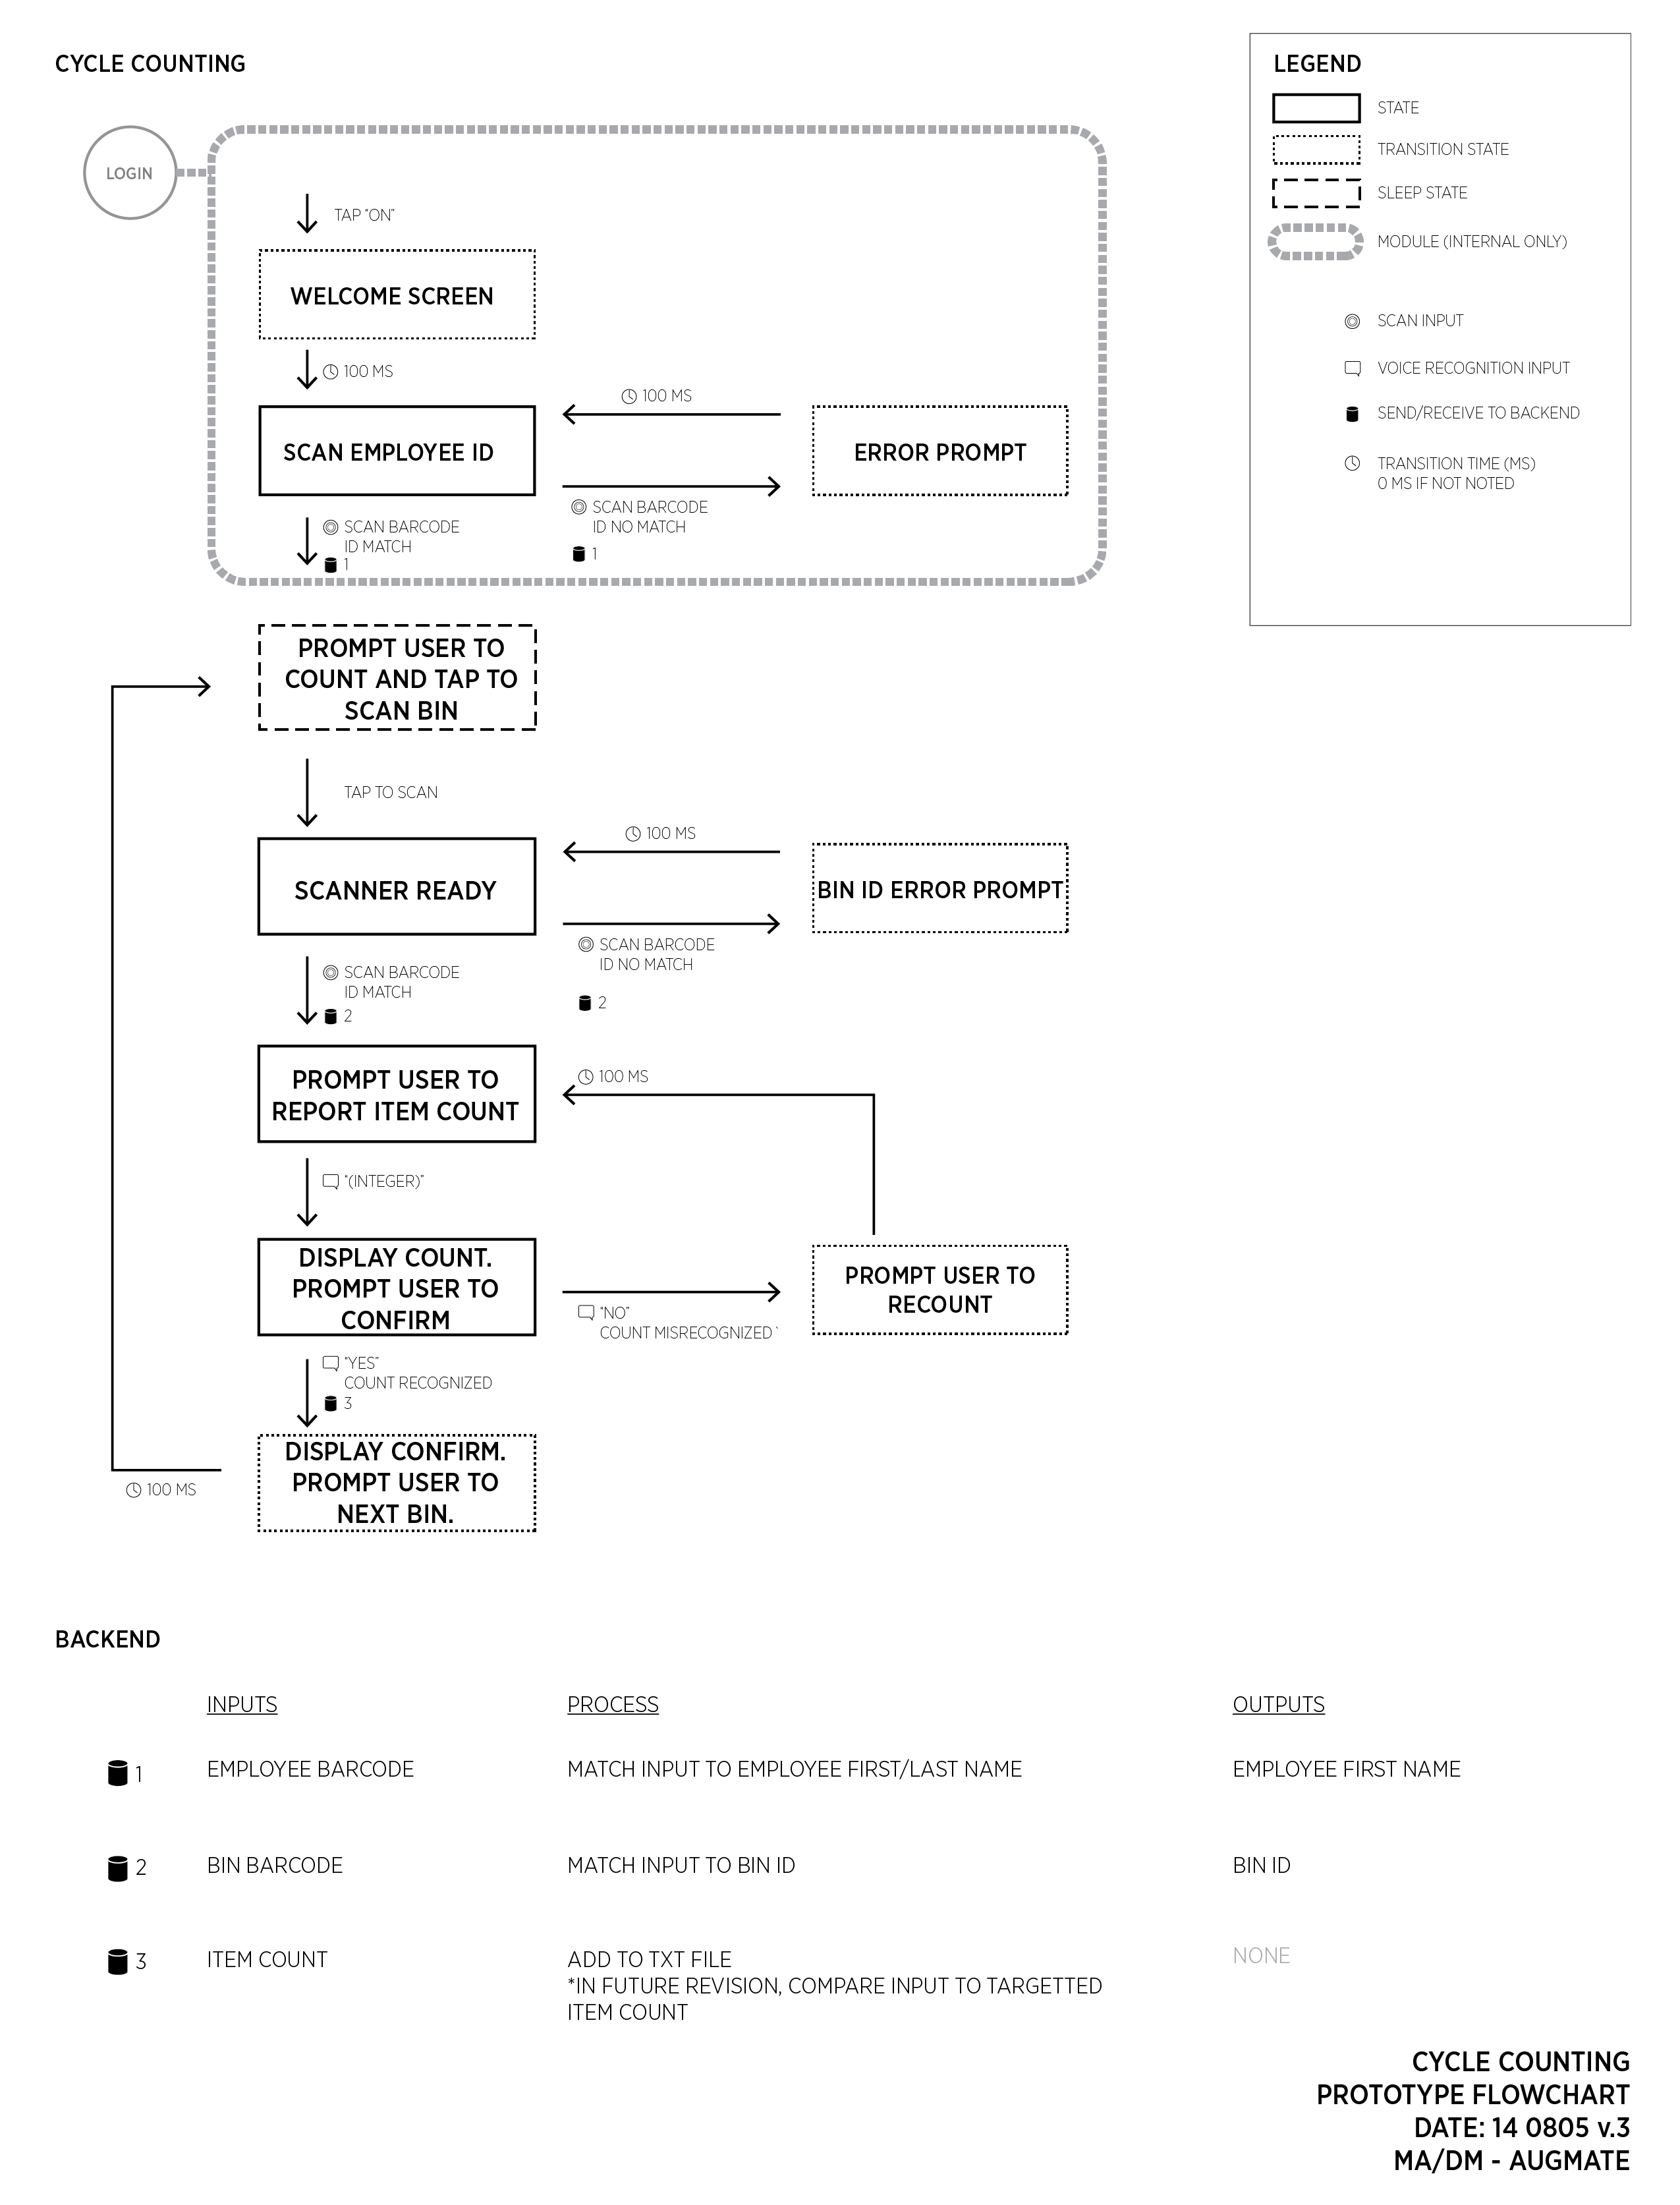 CYCLE COUNTING
LOGIN
TAP "ON"
WELCOME SCREEN
100 MS
SCAN EMPLOYEE ID
100 MS
ERROR PROMPT
SCAN BARCODE
ID NO MATCH
1
SCAN BARCODE
ID MATCH
1
LEGEND
STATE
TRANSITION STATE
SLEEP STATE
MODULE (INTERNAL ONLY)
SCAN INPUT
VOICE RECOGNITION INPUT
SEND/RECEIVE TO BACKEND
TRANSITION TIME (MS)
0 MS IF NOT NOTED
PROMPT USER TO
COUNT AND TAP TO
SCAN BIN
TAP TO SCAN
SCANNER READY
100 MS
BIN ID ERROR PROMPT
SCAN BARCODE
ID NO MATCH
2
SCAN BARCODE
ID MATCH
2
PROMPT USER TO
REPORT ITEM COUNT
100 MS
"(INTEGER)"
DISPLAY COUNT.
PROMPT USER TO
CONFIRM
"NO"
COUNT MISRECOGNIZED `
PROMPT USER TO
RECOUNT
"YES"
COUNT RECOGNIZED
3
DISPLAY CONFIRM.
PROMPT USER TO
NEXT BIN.
100 MS
BACKEND
INPUTS PROCESS OUTPUTS
1 EMPLOYEE BARCODE MATCH INPUT TO EMPLOYEE FIRST/LAST NAME EMPLOYEE FIRST NAME
2 BIN BARCODE MATCH INPUT TO BIN ID BIN ID
3 ITEM COUNT ADD TO TXT FILE NONE
*IN FUTURE REVISION, COMPARE INPUT TO TARGETTED
ITEM COUNT
CYCLE COUNTING
PROTOTYPE FLOWCHART
DATE: 14 0805 v.3
MA/DM - AUGMATE